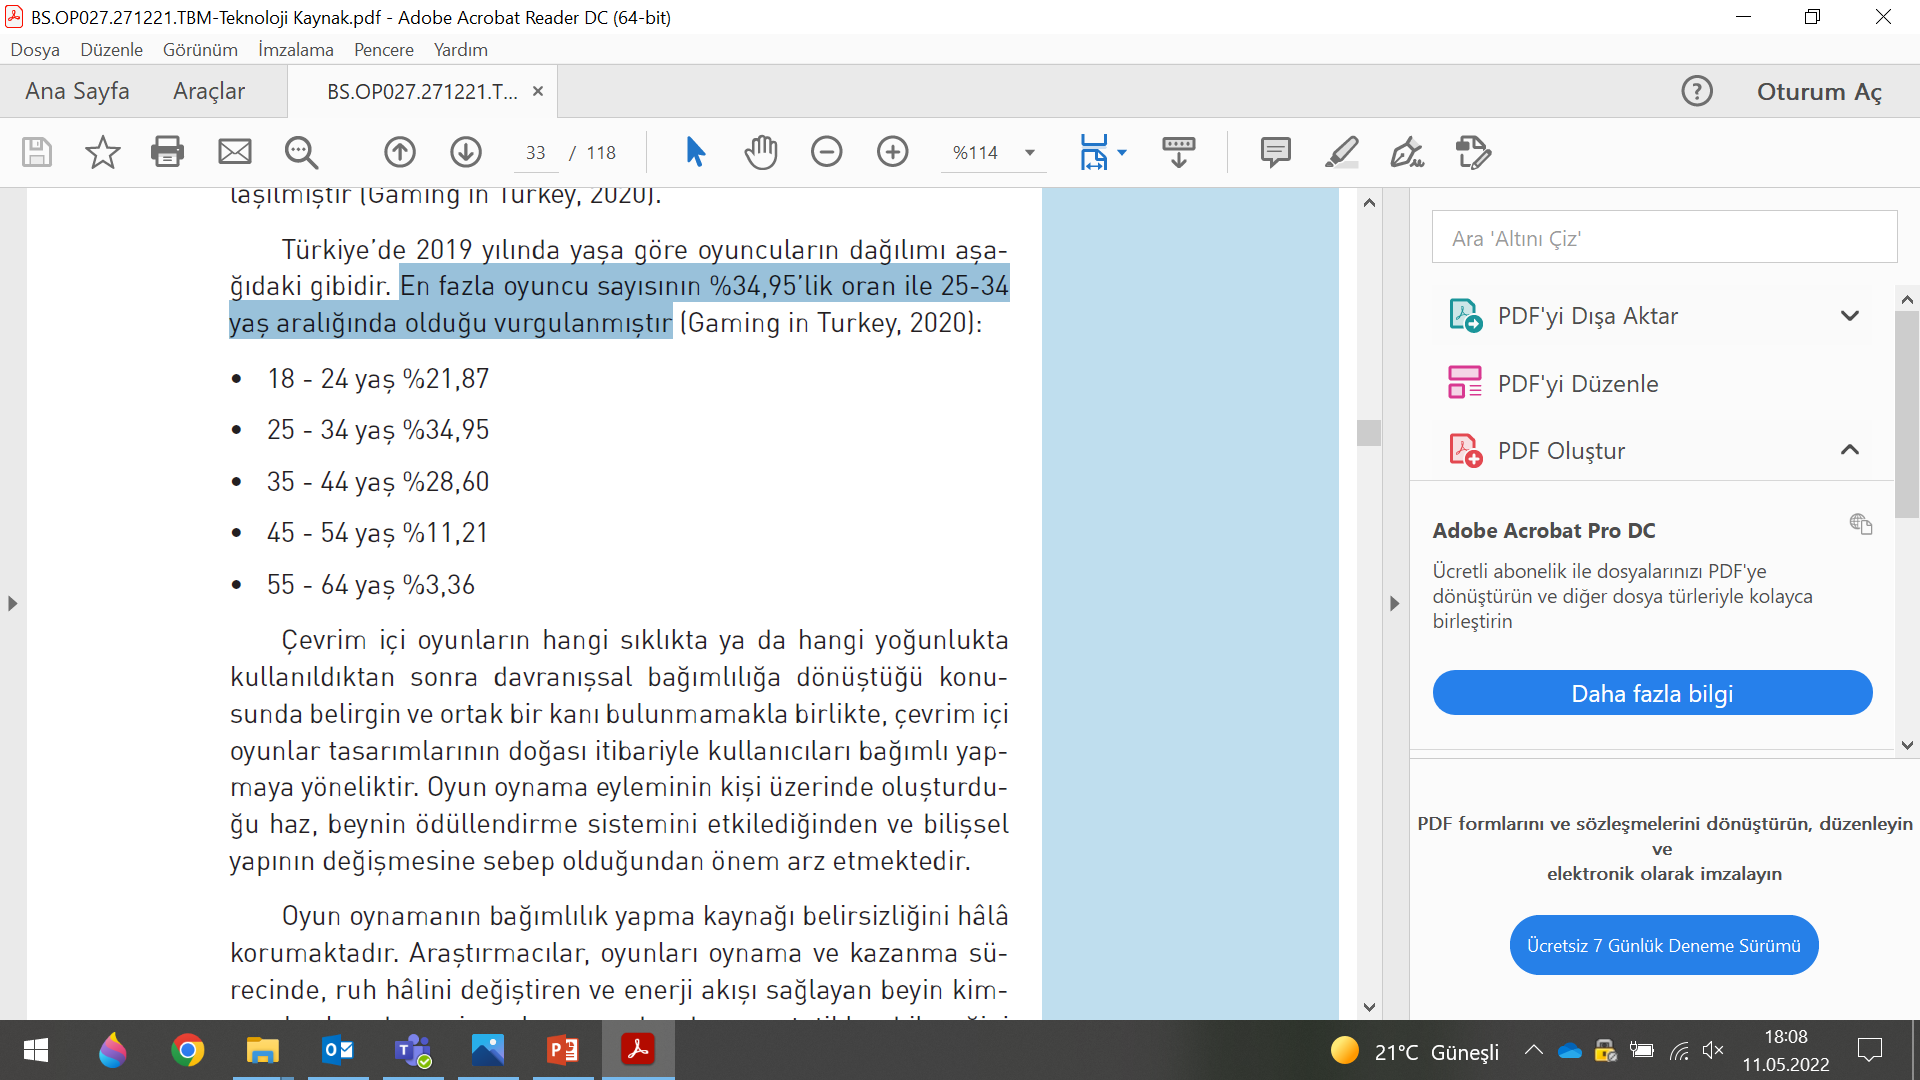 BS.OP027.271221.TBM-Teknoloji Kaynak.pdf - Adobe Acrobat Reader DC (64-bit)
Dosya Düzenle Görünüm İmzalama Pencere Yardım
Ana Sayfa Araçlar BS.OP027.271221.T... × ? Oturum Aç
33 / 118 %114
laşılmıştır (Gaming in Turkey, 2020).
Türkiye’de 2019 yılında yaşa göre oyuncuların dağılımı aşa-
ğıdaki gibidir. En fazla oyuncu sayısının %34,95’lik oran ile 25-34
yaş aralığında olduğu vurgulanmıştır (Gaming in Turkey, 2020):
• 18 - 24 yaş %21,87
• 25 - 34 yaş %34,95
• 35 - 44 yaş %28,60
• 45 - 54 yaş %11,21
• 55 - 64 yaş %3,36
Çevrim içi oyunların hangi sıklıkta ya da hangi yoğunlukta
kullanıldıktan sonra davranışsal bağımlılığa dönüştüğü konu-
sunda belirgin ve ortak bir kanı bulunmamakla birlikte, çevrim içi
oyunlar tasarımlarının doğası itibariyle kullanıcıları bağımlı yap-
maya yöneliktir. Oyun oynama eyleminin kişi üzerinde oluşturdu-
ğu haz, beynin ödüllendirme sistemini etkilediğinden ve bilişsel
yapının değişmesine sebep olduğundan önem arz etmektedir.
Oyun oynamanın bağımlılık yapma kaynağı belirsizliğini hâlâ
korumaktadır. Araştırmacılar, oyunları oynama ve kazanma sü-
recinde, ruh hâlini değiştiren ve enerji akışı sağlayan beyin kim-
Ara 'Altını Çiz'
PDF'yi Dışa Aktar
PDF'yi Düzenle
PDF Oluştur
Adobe Acrobat Pro DC
Ücretli abonelik ile dosyalarınızı PDF'ye
dönüştürün ve diğer dosya türleriyle kolayca
birleştirin
Daha fazla bilgi
PDF formlarını ve sözleşmelerini dönüştürün, düzenleyin
ve
elektronik olarak imzalayın
Ücretsiz 7 Günlük Deneme Sürümü
21°C Güneşli
18:08
11.05.2022